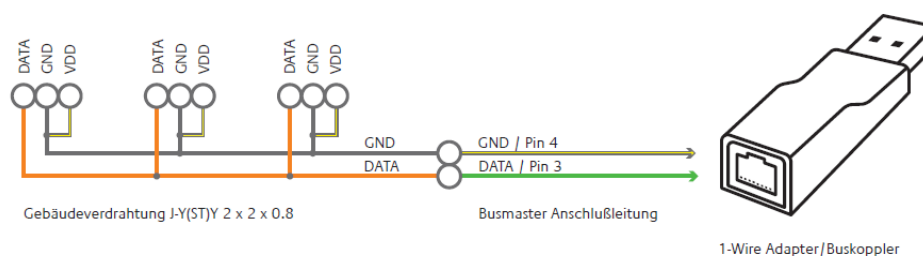 DATA GND VDD DATA GND VDD DATA GND VDD
GND GND / Pin 4
DATA DATA / Pin 3
Gebäudeverdrahtung J-Y(ST)Y 2 x 2 x 0.8 Busmaster Anschlußleitung
1-Wire Adapter/Buskoppler